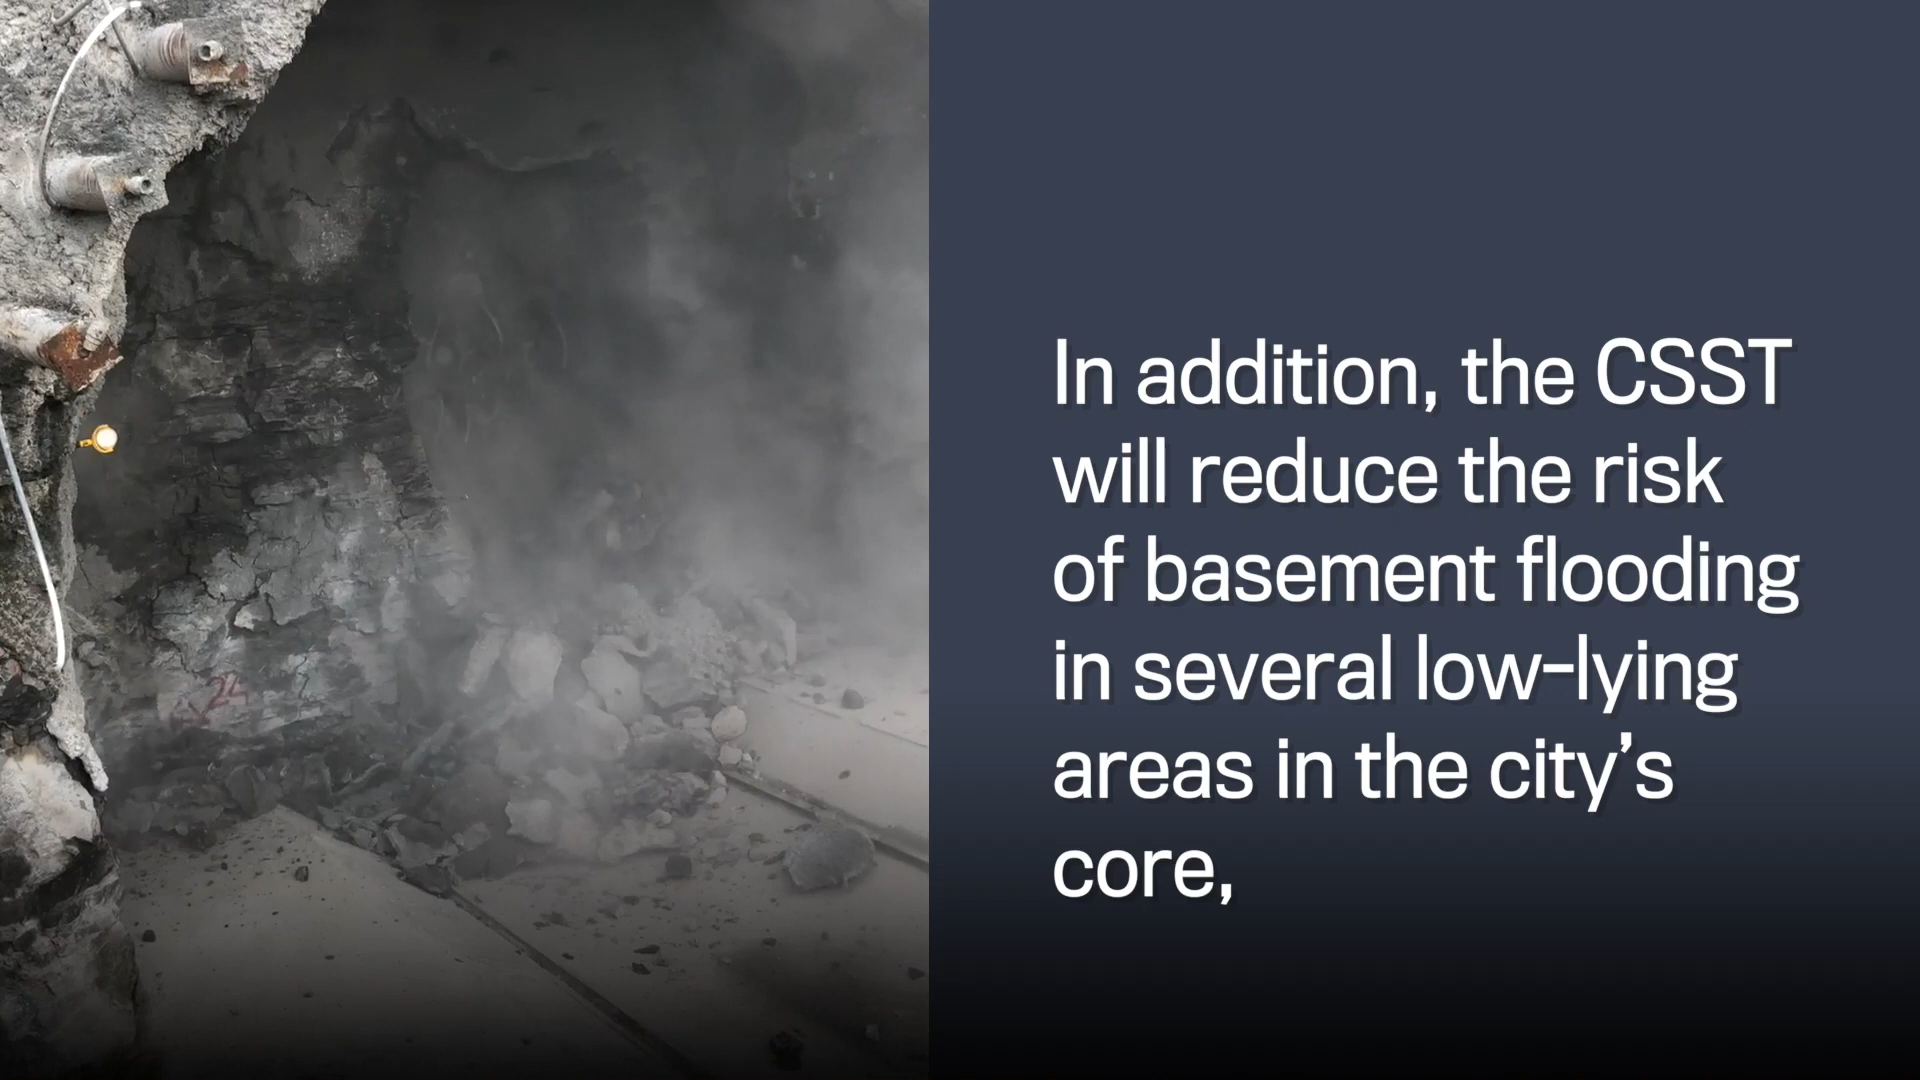 In addition, the CSST
will reduce the risk
of basement flooding
in several low-lying
areas in the city’s
core,